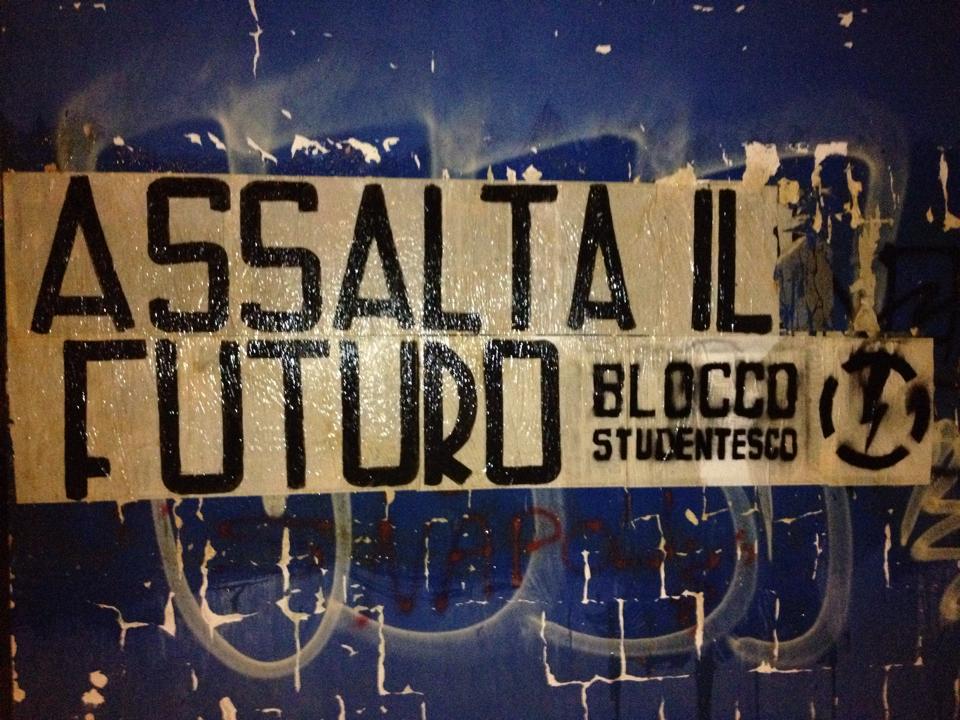 ASSALTA IL
FUTURO
BLOCCO
STUDENTESCO